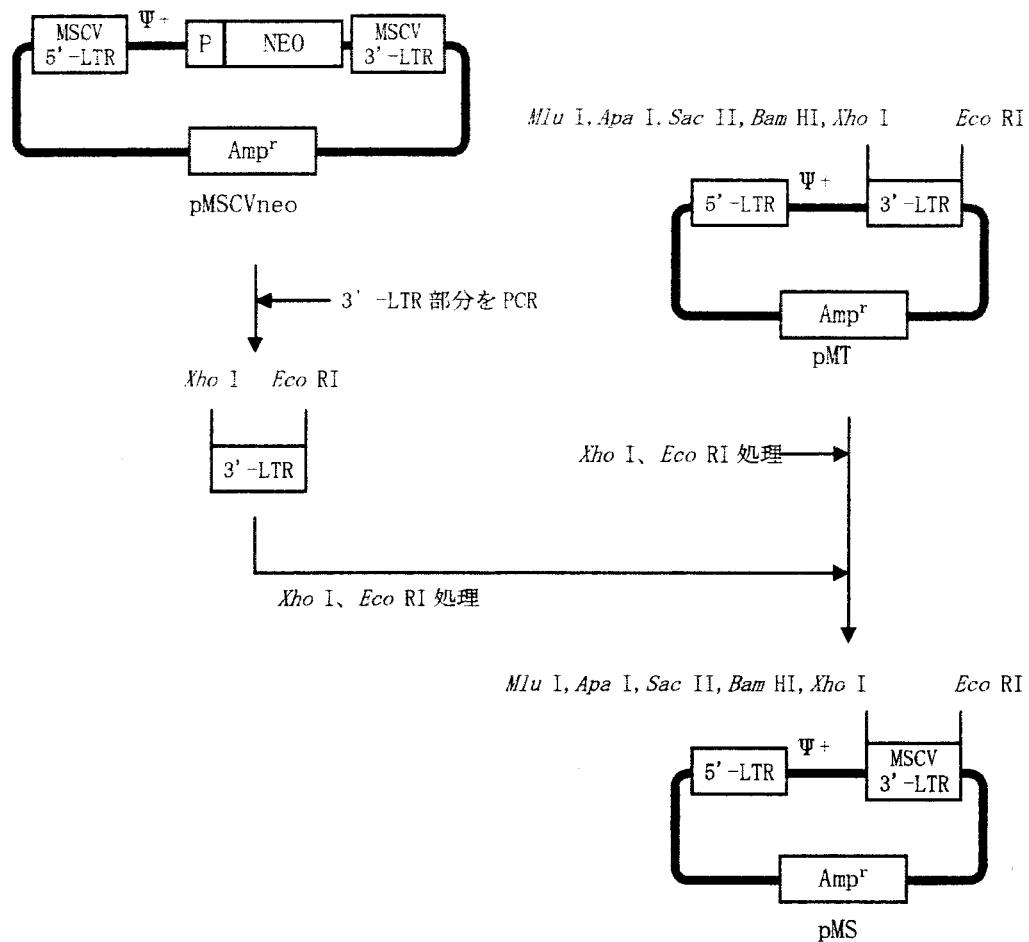 Ψ+
MSCV
5'-LTR
P
NEO
MSCV
3'-LTR
Amp^r
pMSCVneo
Mlu I, Apa I, Sac II, Bam HI, Xho I
Eco RI
Ψ+
5'-LTR
3'-LTR
Amp^r
pMT
3'-LTR 部分を PCR
Xho I
Eco RI
3'-LTR
Xho I、Eco RI 処理
Xho I、Eco RI 処理
Mlu I, Apa I, Sac II, Bam HI, Xho I
Eco RI
Ψ+
5'-LTR
MSCV
3'-LTR
Amp^r
pMS